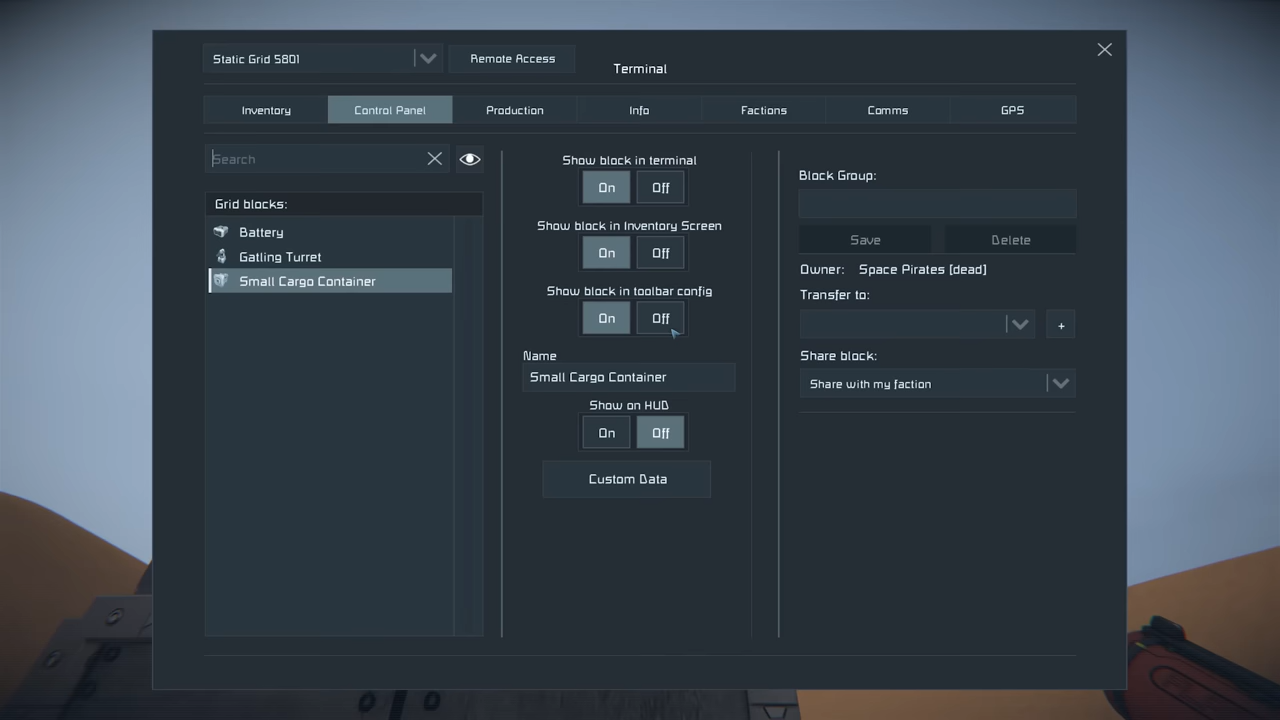 Static Grid 5801
Remote Access
Terminal
Inventory
Control Panel
Production
Info
Factions
Comms
GPS
Search
Grid blocks:
Battery
Gatling Turret
Small Cargo Container
Show block in terminal
On Off
Show block in Inventory Screen
On Off
Show block in toolbar config
On Off
Name
Small Cargo Container
Show on HUD
On Off
Custom Data
Block Group:
Save Delete
Owner: Space Pirates [dead]
Transfer to:
+
Share block:
Share with my faction